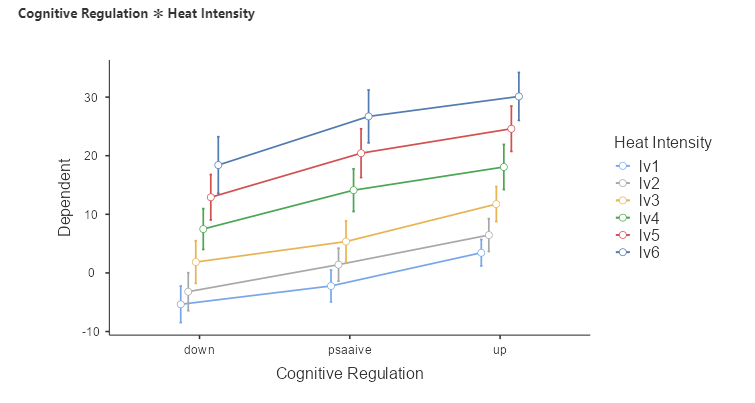 Cognitive Regulation ✻ Heat Intensity
30
20
10
0
-10
Dependent
down
psaaive
up
Cognitive Regulation
Heat Intensity
lv1
lv2
lv3
lv4
lv5
lv6